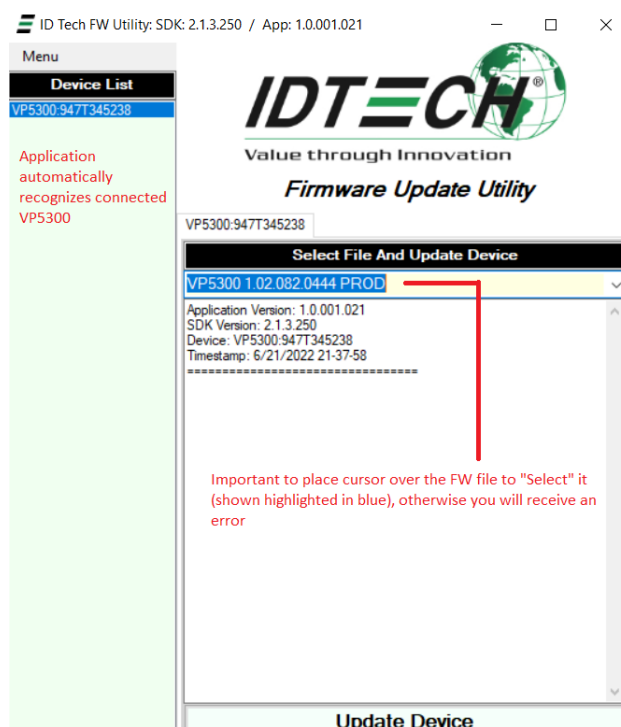 ID Tech FW Utility: SDK: 2.1.3.250 / App: 1.0.001.021
Menu
Device List
VP5300:947T345238
Application
automatically
recognizes connected
VP5300
IDTECH®
Value through Innovation
Firmware Update Utility
VP5300:947T345238
Select File And Update Device
VP5300 1.02.082.0444 PROD
Application Version: 1.0.001.021
SDK Version: 2.1.3.250
Device: VP5300:947T345238
Timestamp: 6/21/2022 21-37-58
==================================
Important to place cursor over the FW file to "Select" it
(shown highlighted in blue), otherwise you will receive an
error
Update Device